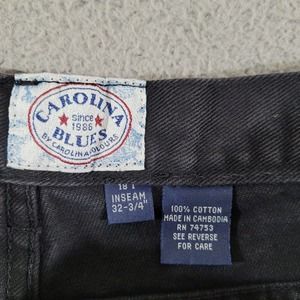 CAROLINA
since
1986
BLUES
BY CAROLINA COLOURS
18 T
INSEAM
32-3/4"
100% COTTON
MADE IN CAMBODIA
RN 74753
SEE REVERSE
FOR CARE